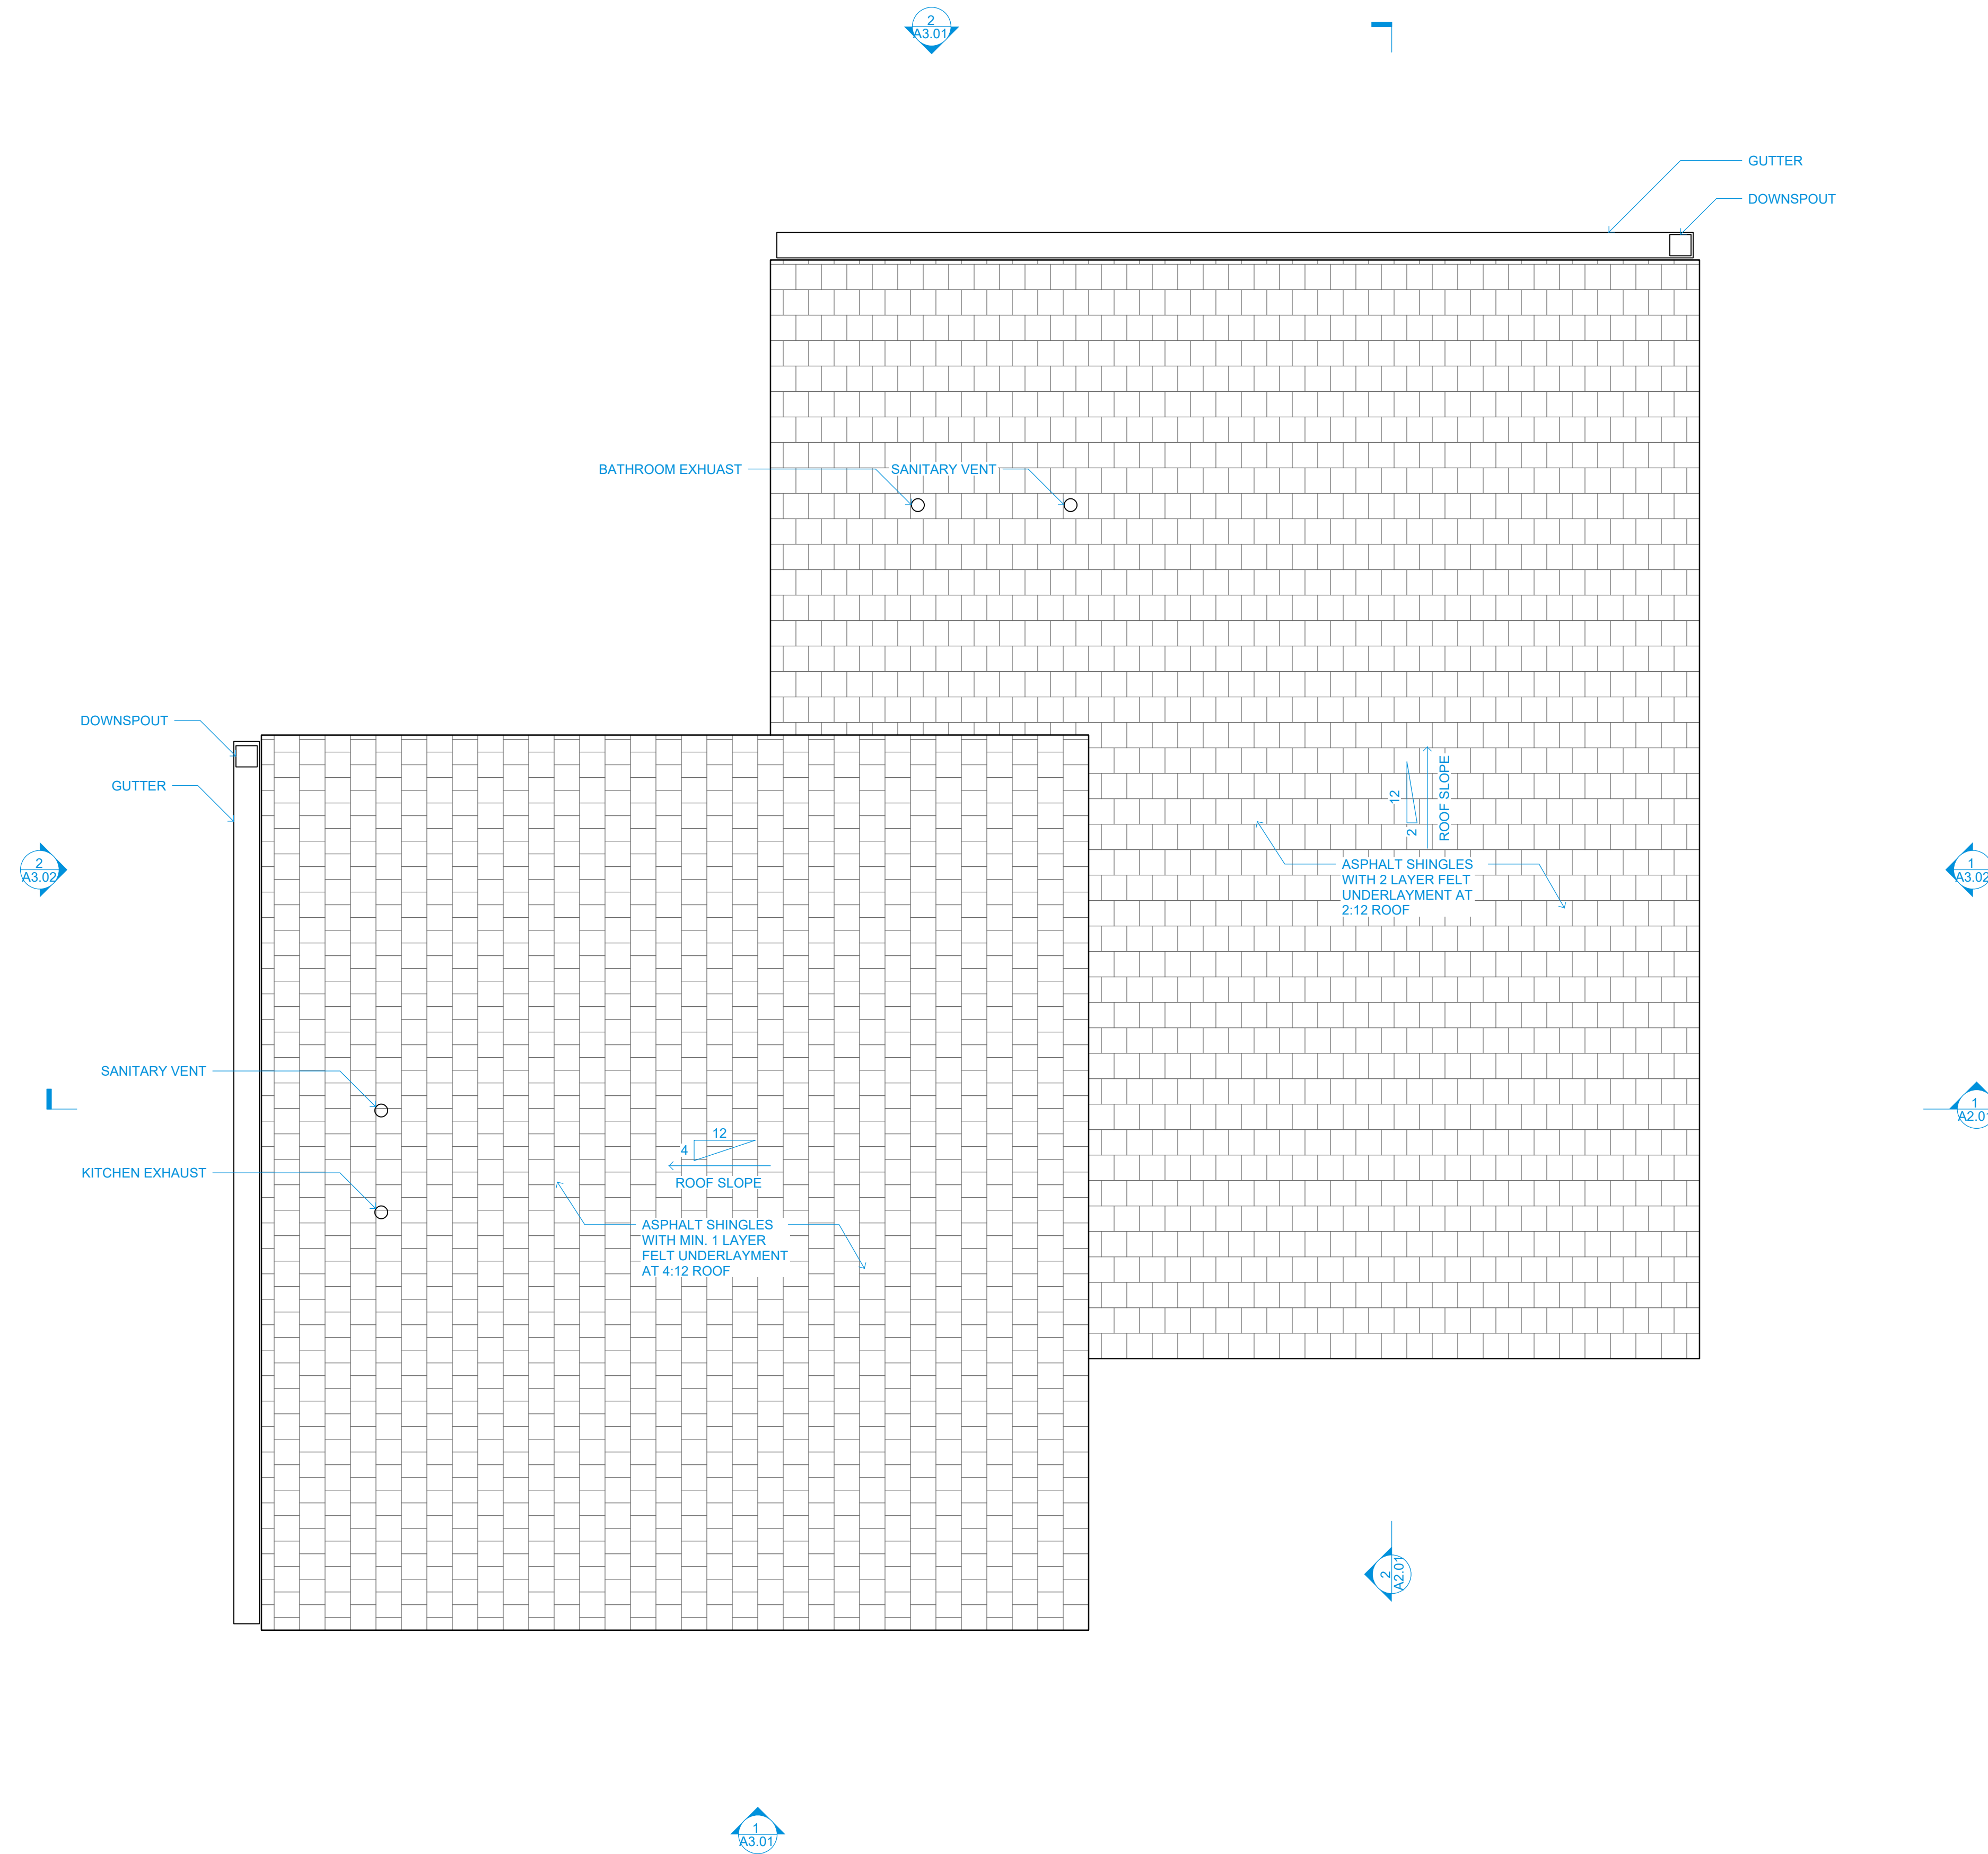 2
A3.01
GUTTER
DOWNSPOUT
BATHROOM EXHUAST
SANITARY VENT
DOWNSPOUT
GUTTER
12
2
ROOF SLOPE
2
A3.02
1
A3.02
ASPHALT SHINGLES
WITH 2 LAYER FELT
UNDERLAYMENT AT
2:12 ROOF
SANITARY VENT
1
A2.01
12
4
KITCHEN EXHAUST
ROOF SLOPE
ASPHALT SHINGLES
WITH MIN. 1 LAYER
FELT UNDERLAYMENT
AT 4:12 ROOF
2
A2.01
1
A3.01